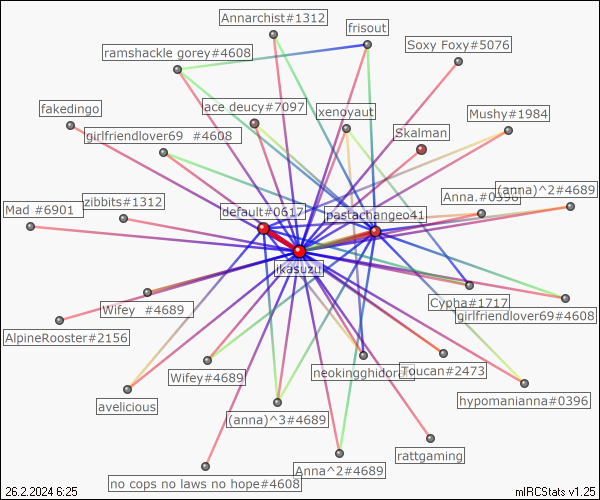 Annarchist#1312
frisout
Soxy Foxy#5076
ramshackle gorey#4608
fakedingo
ace deucy#7097
xenoyaut
Mushy#1984
girlfriendlover69 #4608
Skalman
Anna.#0396
(anna)^2#4689
Mad #6901
zibbits#1312
default#0617
pastachangeo41
jkasuzu
Cypha#1717
Wifey #4689
girlfriendlover69#4608
AlpineRooster#2156
Wifey#4689
Toucan#2473
avelicious
hypomanianna#0396
(anna)^3#4689
rattgaming
no cops no laws no hope#4608
Anna^2#4689
26.2.2024 6:25
mIRCStats v1.25